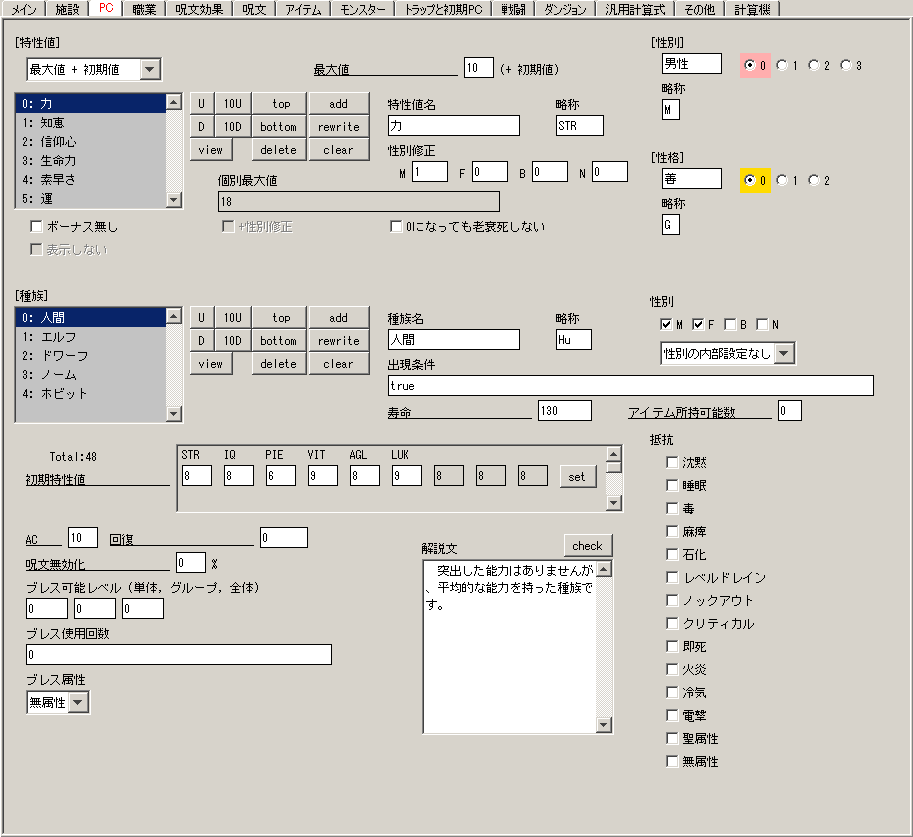 メイン 施設 PC 職業 呪文効果 呪文 アイテム モンスター トラップと初期PC 戦闘 ダンジョン 汎用計算式 その他 計算機
[特性値]
最大値 + 初期値
最大値 10 (+ 初期値)
0: 力
1: 知恵
2: 信仰心
3: 生命力
4: 素早さ
5: 運
U 10U top add
D 10D bottom rewrite
view delete clear
特性値名 略称
力 STR
性別修正
M 1 F 0 B 0 N 0
個別最大値
18
ボーナス無し
+性別修正
0になっても老衰死しない
表示しない
[性別]
男性 0 1 2 3
略称
M
[性格]
善 0 1 2
略称
G
[種族]
0: 人間
1: エルフ
2: ドワーフ
3: ノーム
4: ホビット
U 10U top add
D 10D bottom rewrite
view delete clear
種族名 略称
人間 Hu
出現条件
true
寿命 130
アイテム所持可能数 0
性別
M F B N
性別の内部設定なし
Total:48
初期特性値
STR IQ PIE VIT AGL LUK
8 8 6 9 8 9 8 8 8 set
AC 10 回復 0
呪文無効化 0 %
ブレス可能レベル (単体, グループ, 全体)
0 0 0
ブレス使用回数
0
ブレス属性
無属性
解説文 check
突出した能力はありませんが
、平均的な能力を持った種族で
す。
抵抗
沈黙
睡眠
毒
麻痺
石化
レベルドレイン
ノックアウト
クリティカル
即死
火炎
冷気
電撃
聖属性
無属性